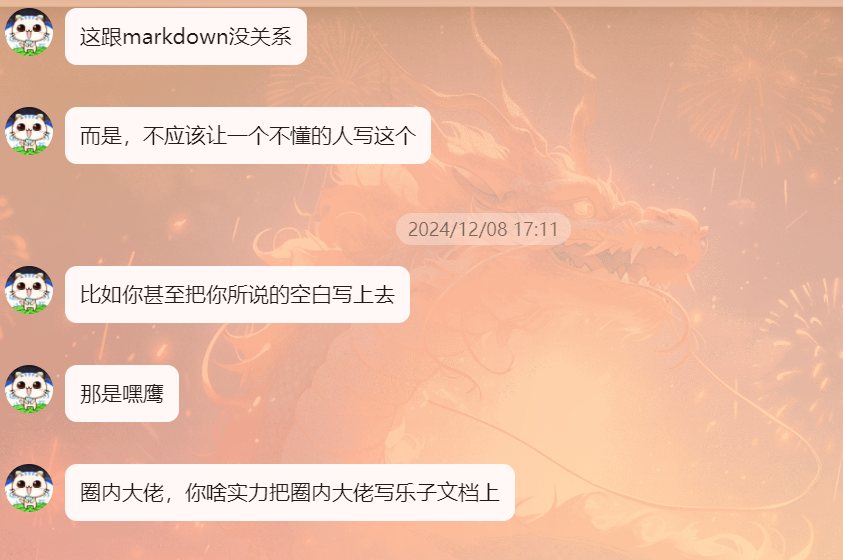 这跟markdown没关系
而是，不应该让一个不懂的人写这个
2024/12/08 17:11
比如你甚至把你所说的空白写上去
那是嘿鹰
圈内大佬，你啥实力把圈内大佬写乐子文档上